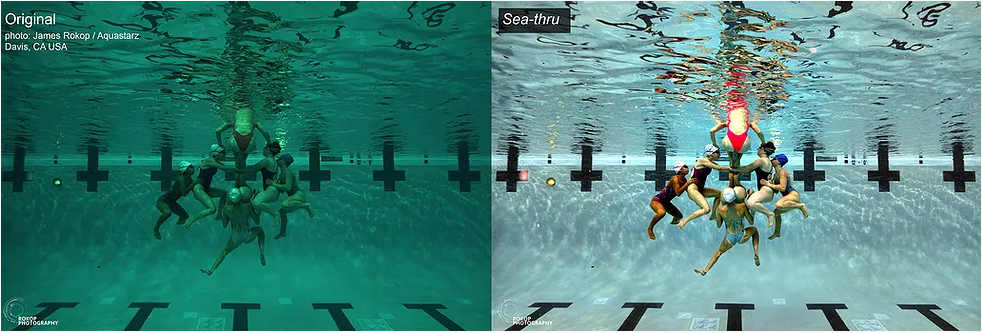 Original
photo: James Rokop / Aquastarz
Davis, CA USA
Sea-thru
ROKOP
PHOTOGRAPHY
ROKOP
PHOTOGRAPHY